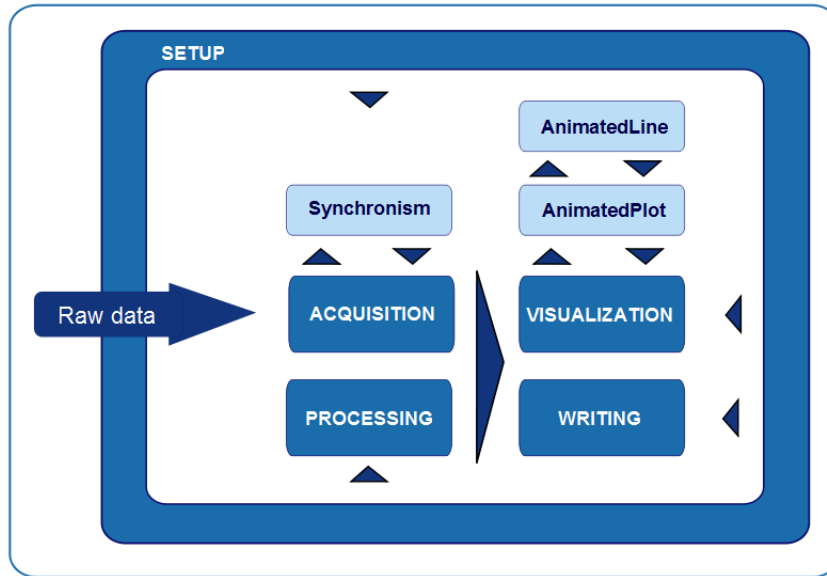 SETUP
AnimatedLine
Synchronism
AnimatedPlot
Raw data
ACQUISITION
VISUALIZATION
PROCESSING
WRITING